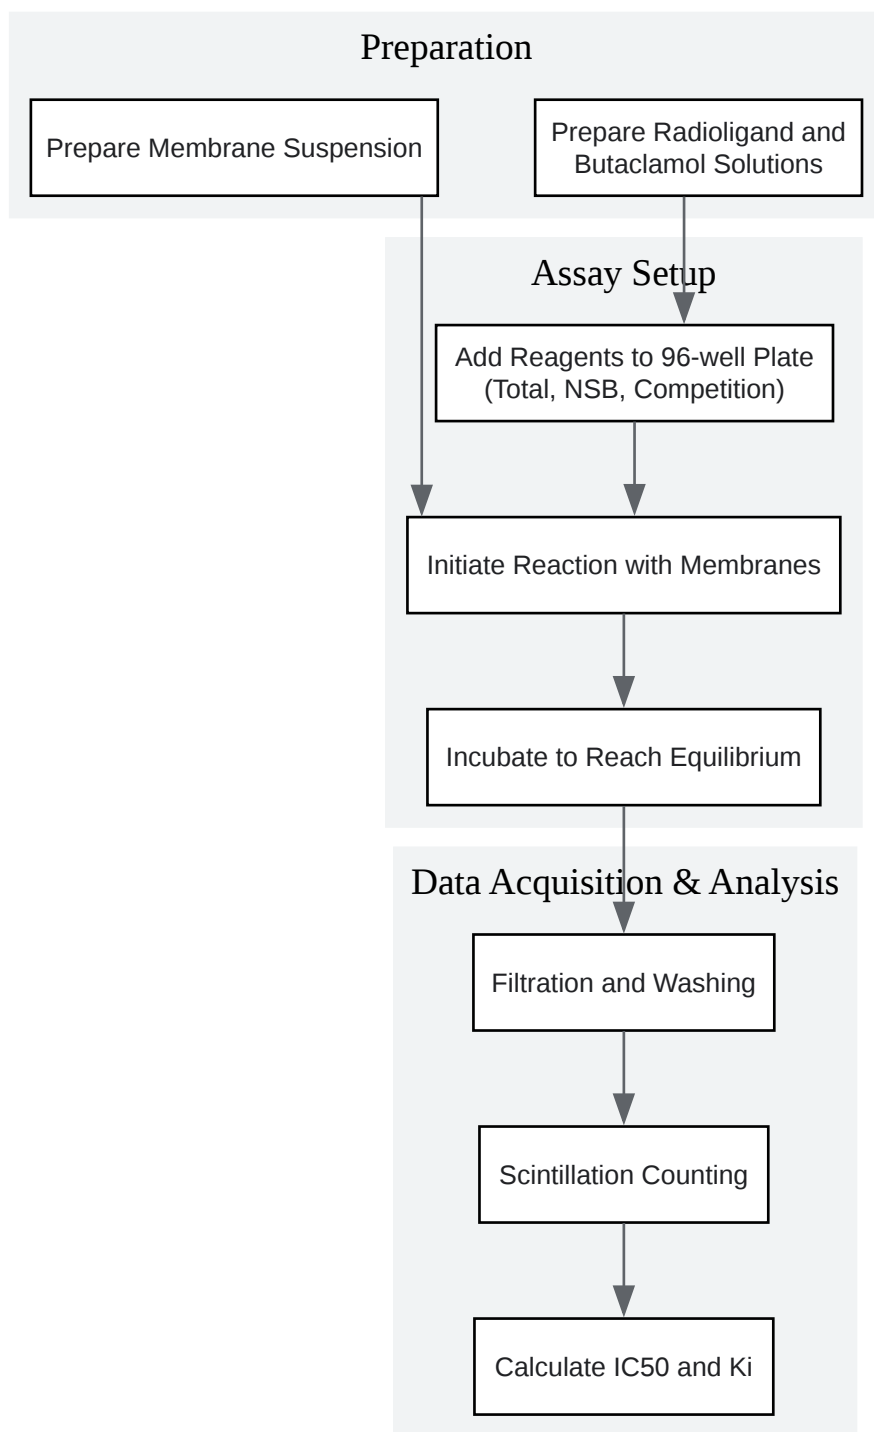 Preparation
Prepare Membrane Suspension
Prepare Radioligand and
Butaclamol Solutions
Assay Setup
Add Reagents to 96-well Plate
(Total, NSB, Competition)
Initiate Reaction with Membranes
Incubate to Reach Equilibrium
Data Acquisition & Analysis
Filtration and Washing
Scintillation Counting
Calculate IC50 and Ki